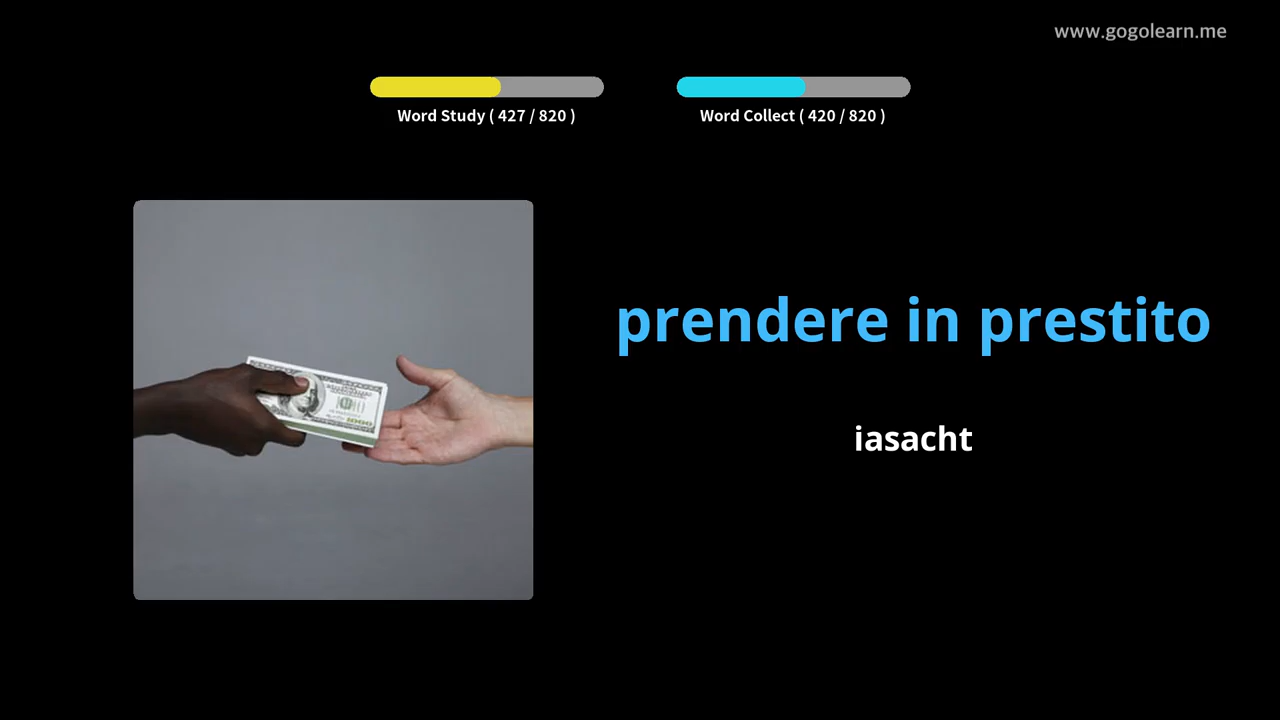 www.gogolearn.me
Word Study ( 427 / 820 )
Word Collect ( 420 / 820 )
prendere in prestito
iasacht